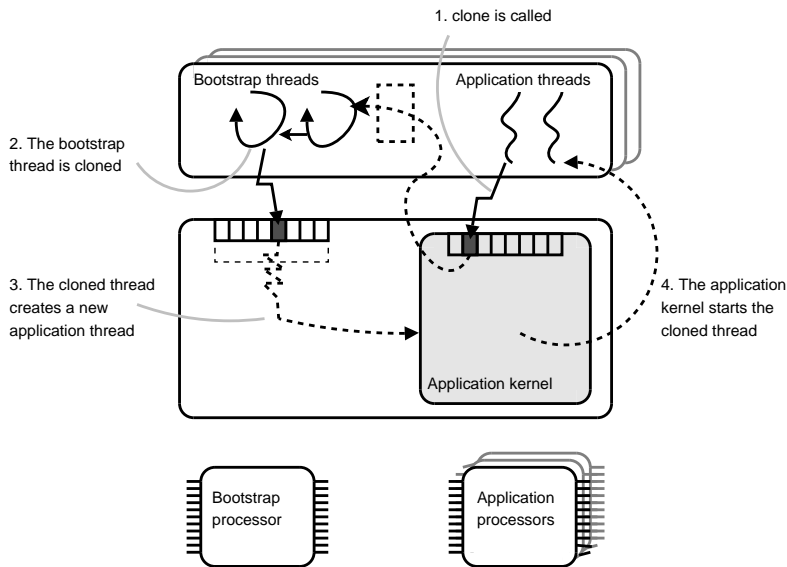 1. clone is called
Bootstrap threads
Application threads
2. The bootstrap
thread is cloned
3. The cloned thread
creates a new
application thread
4. The application
kernel starts the
cloned thread
Application kernel
Bootstrap
processor
Application
processors